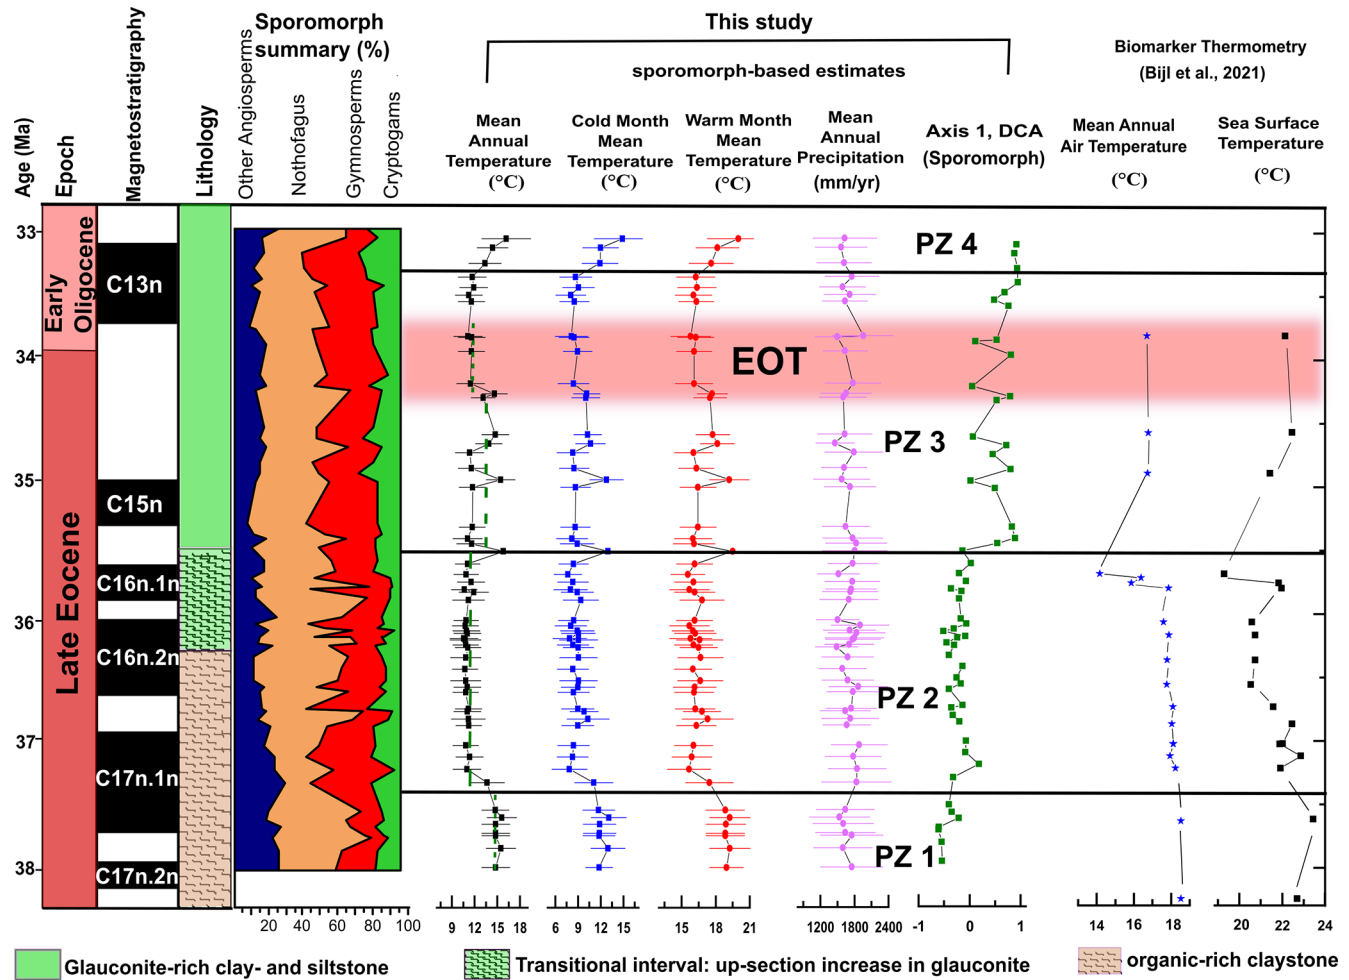 Sporomorph
summary (%)
This study
sporomorph-based estimates
Biomarker Thermometry
(Bijl et al., 2021)
Age (Ma)
Epoch
Magnetostratigraphy
Lithology
Other Angiosperms
Nothofagus
Gymnosperms
Cryptogams
Mean
Annual
Temperature
(°C)
Cold Month
Mean
Temperature
(°C)
Warm Month
Mean
Temperature
(°C)
Mean
Annual
Precipitation
(mm/yr)
Axis 1, DCA
(Sporomorph)
Mean Annual
Air Temperature
(°C)
Sea Surface
Temperature
(°C)
33
34
35
36
37
38
Early
Oligocene
Late Eocene
C13n
C15n
C16n.1n
C16n.2n
C17n.1n
C17n.2n
PZ 4
EOT
PZ 3
PZ 2
PZ 1
20 40 60 80 100
9 12 15 18
6 9 12 15
15 18 21
1200 1800 2400
-1 0 1
14 16 18
20 22 24
Glauconite-rich clay- and siltstone
Transitional interval: up-section increase in glauconite
organic-rich claystone